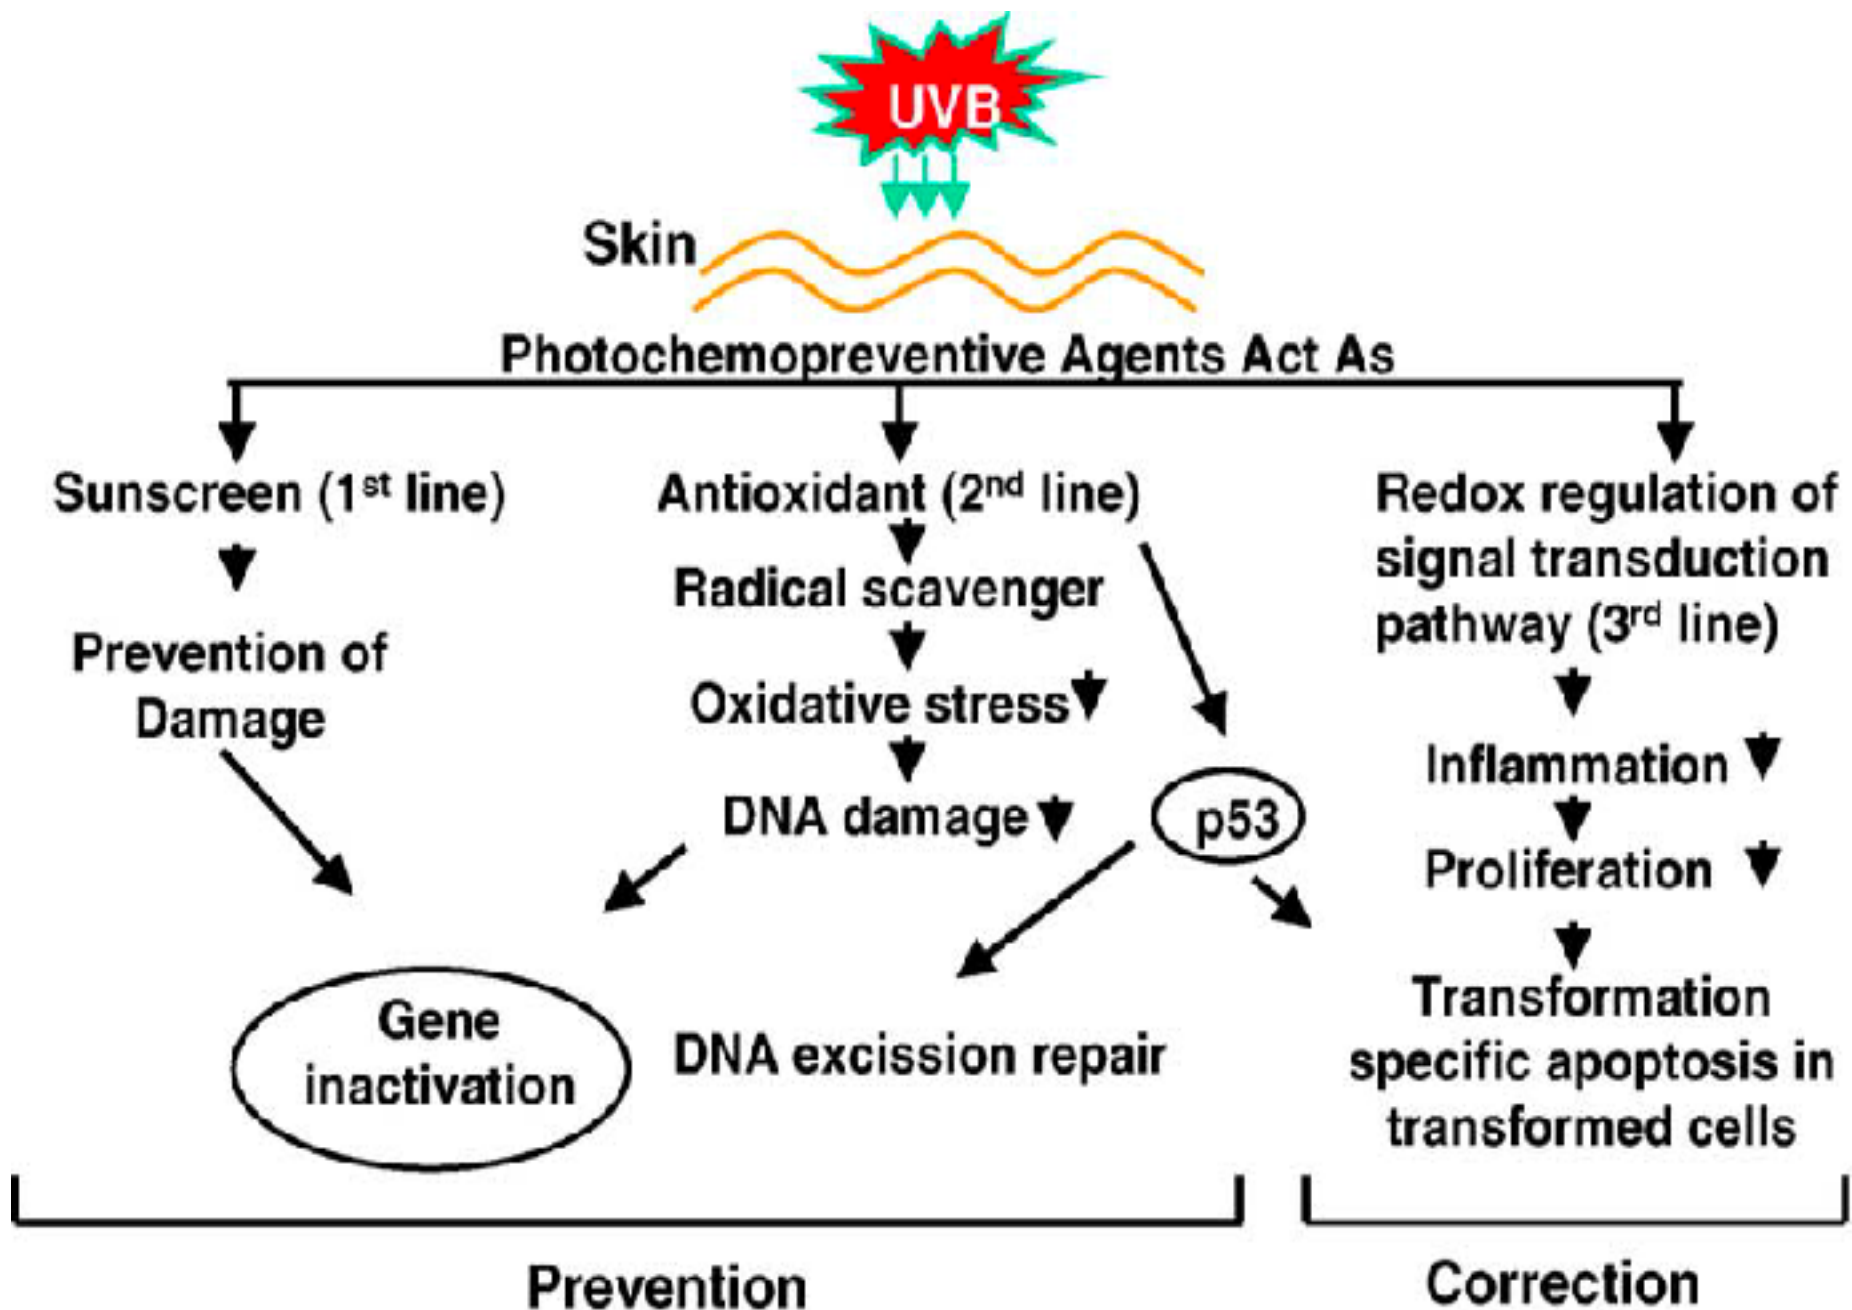 UVB
Skin
Photochemopreventive Agents Act As
Sunscreen (1st line)
Prevention of
Damage
Antioxidant (2nd line)
Radical scavenger
Oxidative stress
DNA damage
p53
Redox regulation of
signal transduction
pathway (3rd line)
Inflammation
Proliferation
Transformation
specific apoptosis in
transformed cells
Gene
inactivation
DNA excission repair
Prevention
Correction